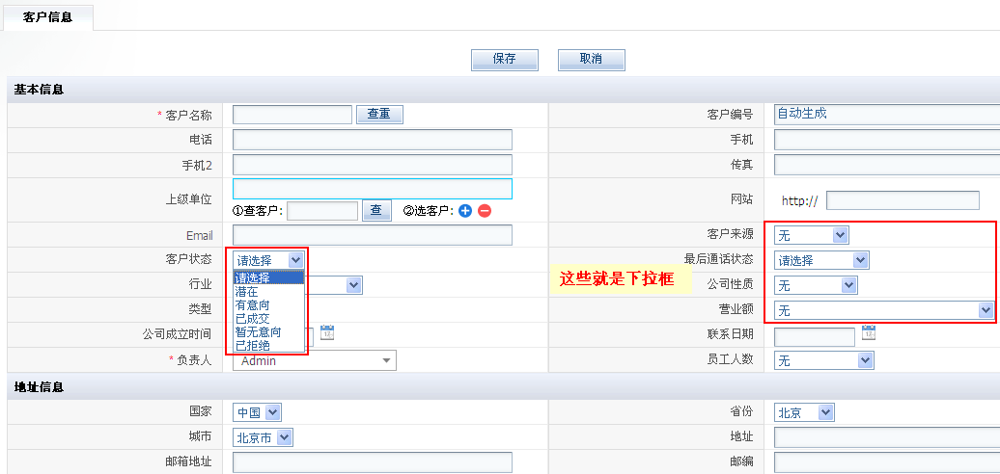 客户信息
保存 取消
基本信息
* 客户名称 查重 客户编号 自动生成
电话 手机
手机2 传真
上级单位 ①查客户: 查 ②选客户: 网站 http://
Email 客户来源 无
客户状态 请选择 最后通话状态 请选择
请选择
潜在
有意向
已成交
暂无意向
已拒绝
这些就是下拉框
行业 公司性质 无
类型 营业额 无
公司成立时间 联系日期
* 负责人 Admin 员工人数 无
地址信息
国家 中国 省份 北京
城市 北京市 地址
邮箱地址 邮编